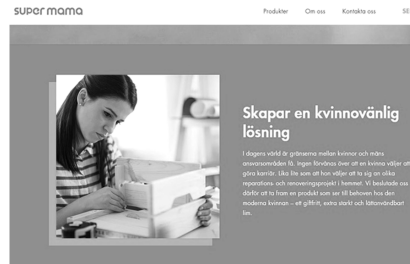 super mama
Produkter Om oss Kontakta oss SE
Skapar en kvinnovänlig
lösning
I dagens värld är gränserna mellan kvinnor och mäns
ansvarsområden få. Ingen förvånas över att en kvinna väljer att
göra karriär. Lika lite som att hon väljer att ta sig an olika
reparations- och renoveringsprojekt i hemmet. Vi beslutade oss
därför att ta fram en produkt som ser till behoven hos den
moderna kvinnan – ett giftfritt, extra starkt och lättanvändbart
lim.